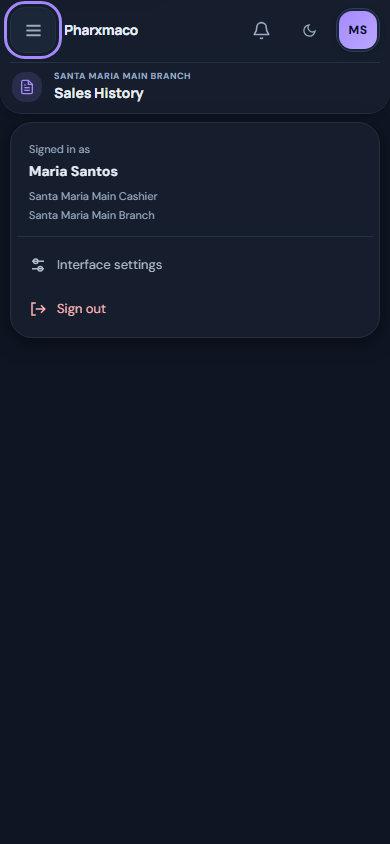 Pharxmaco
MS
SANTA MARIA MAIN BRANCH
Sales History
Signed in as
Maria Santos
Santa Maria Main Cashier
Santa Maria Main Branch
Interface settings
Sign out